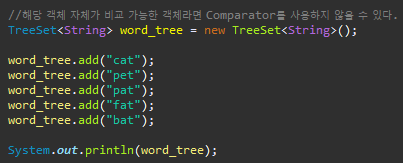 //해당 객체 자체가 비교 가능한 객체라면 Comparator를 사용하지 않을 수 있다.
TreeSet<String> word_tree = new TreeSet<String>();
word_tree.add("cat");
word_tree.add("pet");
word_tree.add("pat");
word_tree.add("fat");
word_tree.add("bat");
System.out.println(word_tree);